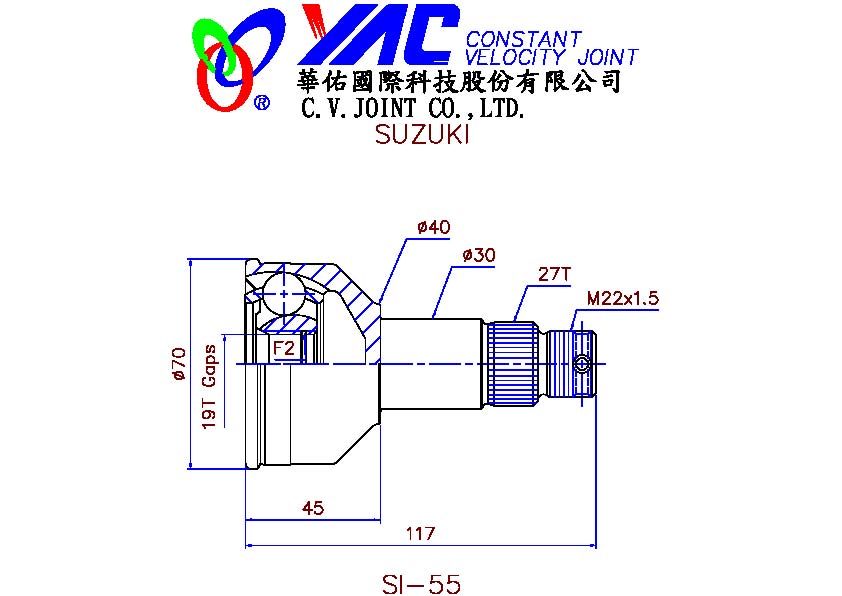 YAC CONSTANT
VELOCITY JOINT
®
華佑國際科技股份有限公司
C.V.JOINT CO.,LTD.
SUZUKI
ø40
ø30
27T
M22x1.5
F2
ø70
19T Gaps
45
117
SI-55